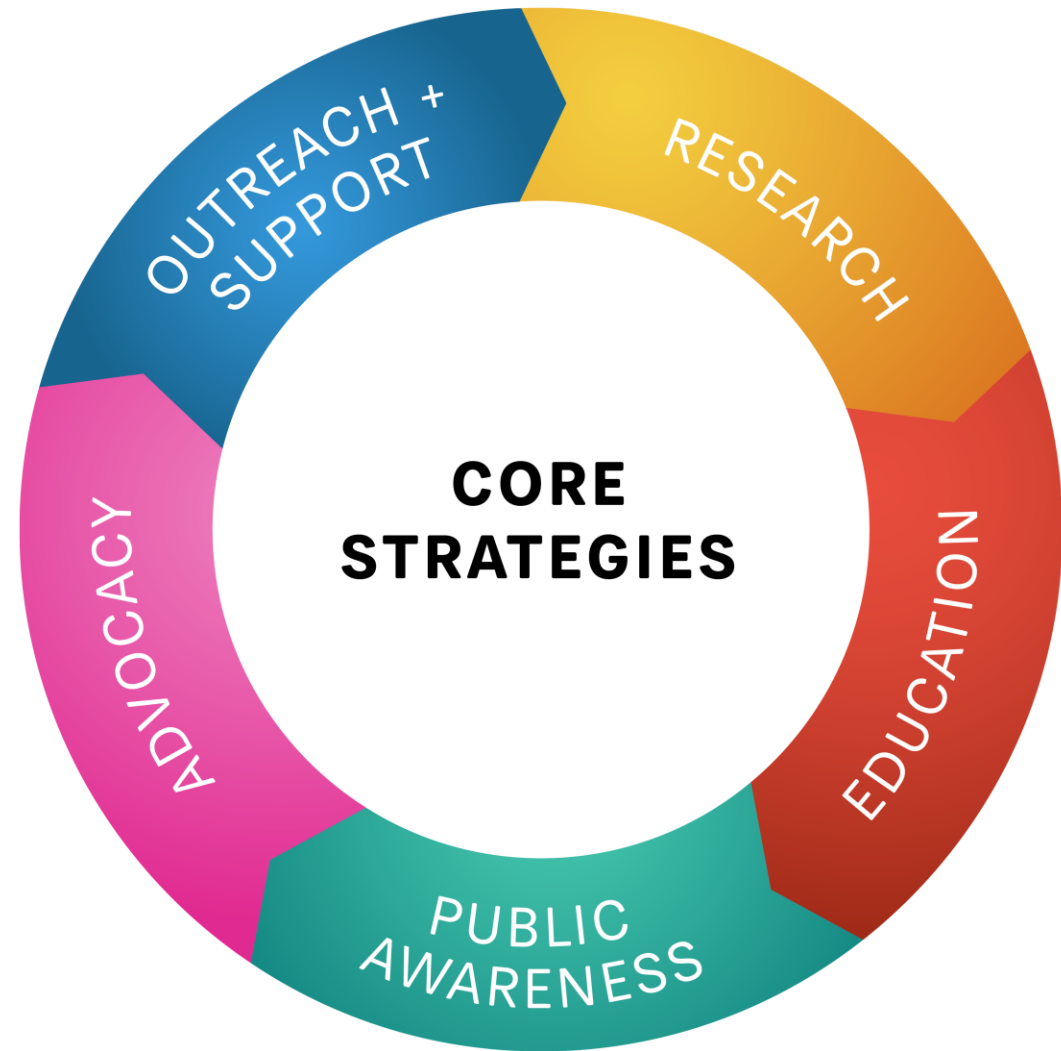 OUTREACH +
SUPPORT
RESEARCH
CORE
STRATEGIES
ADVOCACY
EDUCATION
PUBLIC
AWARENESS